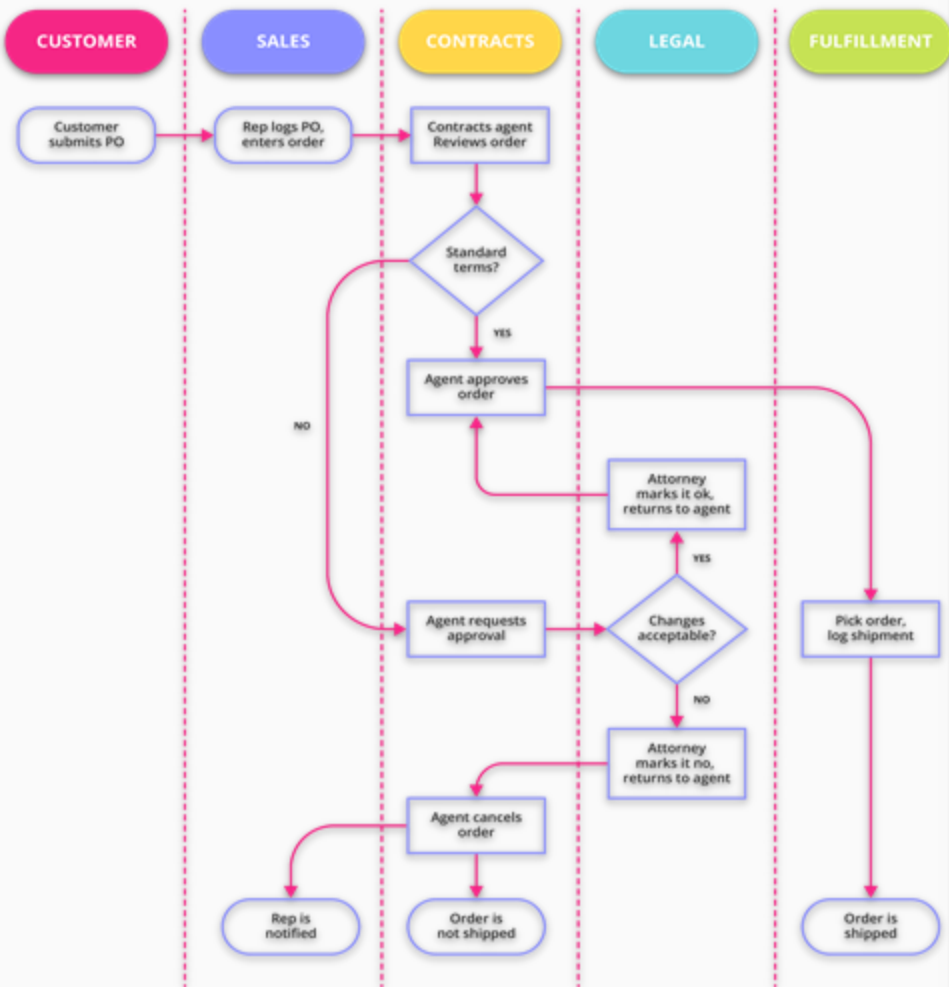 CUSTOMER
SALES
CONTRACTS
LEGAL
FULFILLMENT
Customer
submits PO
Rep logs PO,
enters order
Contracts agent
Reviews order
Standard
terms?
YES
Agent approves
order
NO
Attorney
marks it ok,
returns to agent
YES
Agent requests
approval
Changes
acceptable?
Pick order,
log shipment
NO
Attorney
marks it no,
returns to agent
Agent cancels
order
Rep is
notified
Order is
not shipped
Order is
shipped